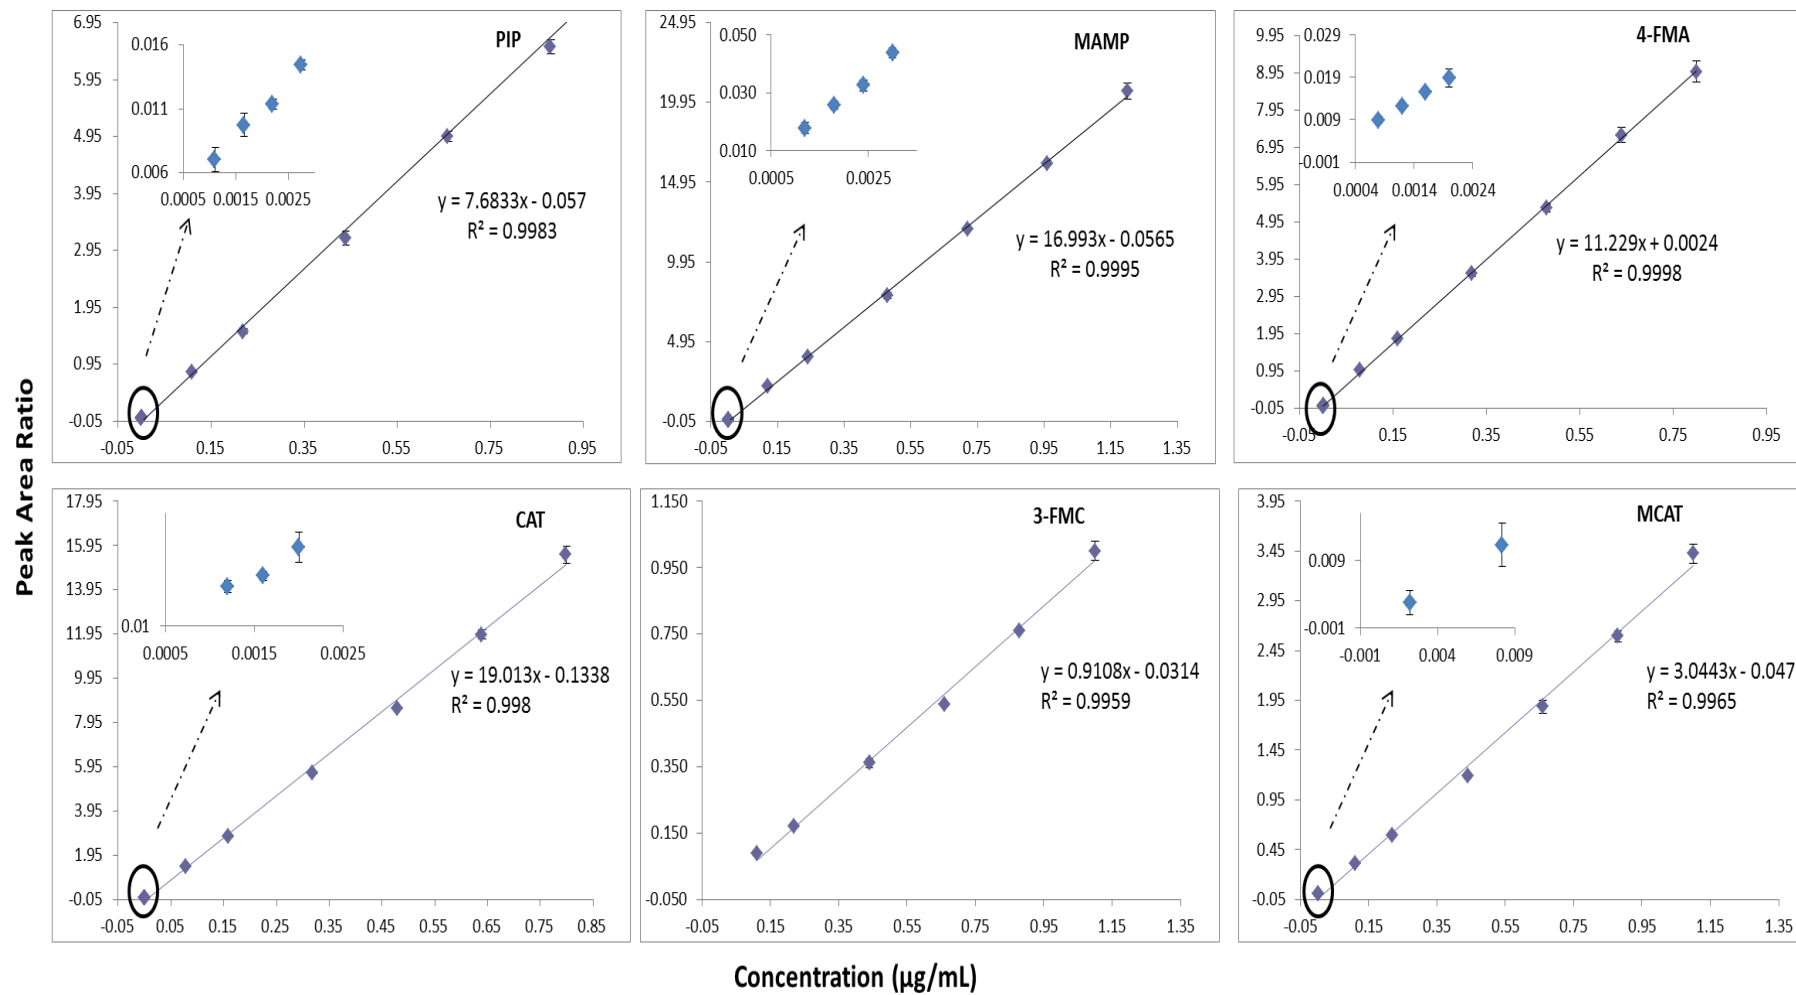 Peak Area Ratio
PIP
6.95
5.95
4.95
3.95
2.95
1.95
0.95
-0.05
-0.05 0.15 0.35 0.55 0.75 0.95
0.016
0.011
0.006
0.0005 0.0015 0.0025
y = 7.6833x - 0.057
R² = 0.9983
MAMP
24.95
19.95
14.95
9.95
4.95
-0.05
-0.05 0.15 0.35 0.55 0.75 0.95 1.15 1.35
0.050
0.030
0.010
0.0005 0.0025
y = 16.993x - 0.0565
R² = 0.9995
4-FMA
9.95
8.95
7.95
6.95
5.95
4.95
3.95
2.95
1.95
0.95
-0.05
-0.05 0.15 0.35 0.55 0.75 0.95
0.029
0.019
0.009
-0.001
0.0004 0.0014 0.0024
y = 11.229x + 0.0024
R² = 0.9998
CAT
17.95
15.95
13.95
11.95
9.95
7.95
5.95
3.95
1.95
-0.05
-0.05 0.05 0.15 0.25 0.35 0.45 0.55 0.65 0.75 0.85
0.01
0.0005 0.0015 0.0025
y = 19.013x - 0.1338
R² = 0.998
3-FMC
1.150
0.950
0.750
0.550
0.350
0.150
-0.050
-0.05 0.15 0.35 0.55 0.75 0.95 1.15 1.35
y = 0.9108x - 0.0314
R² = 0.9959
MCAT
3.95
3.45
2.95
2.45
1.95
1.45
0.95
0.45
-0.05
-0.05 0.15 0.35 0.55 0.75 0.95 1.15 1.35
0.009
-0.001
-0.001 0.004 0.009
y = 3.0443x - 0.047
R² = 0.9965
Concentration (µg/mL)